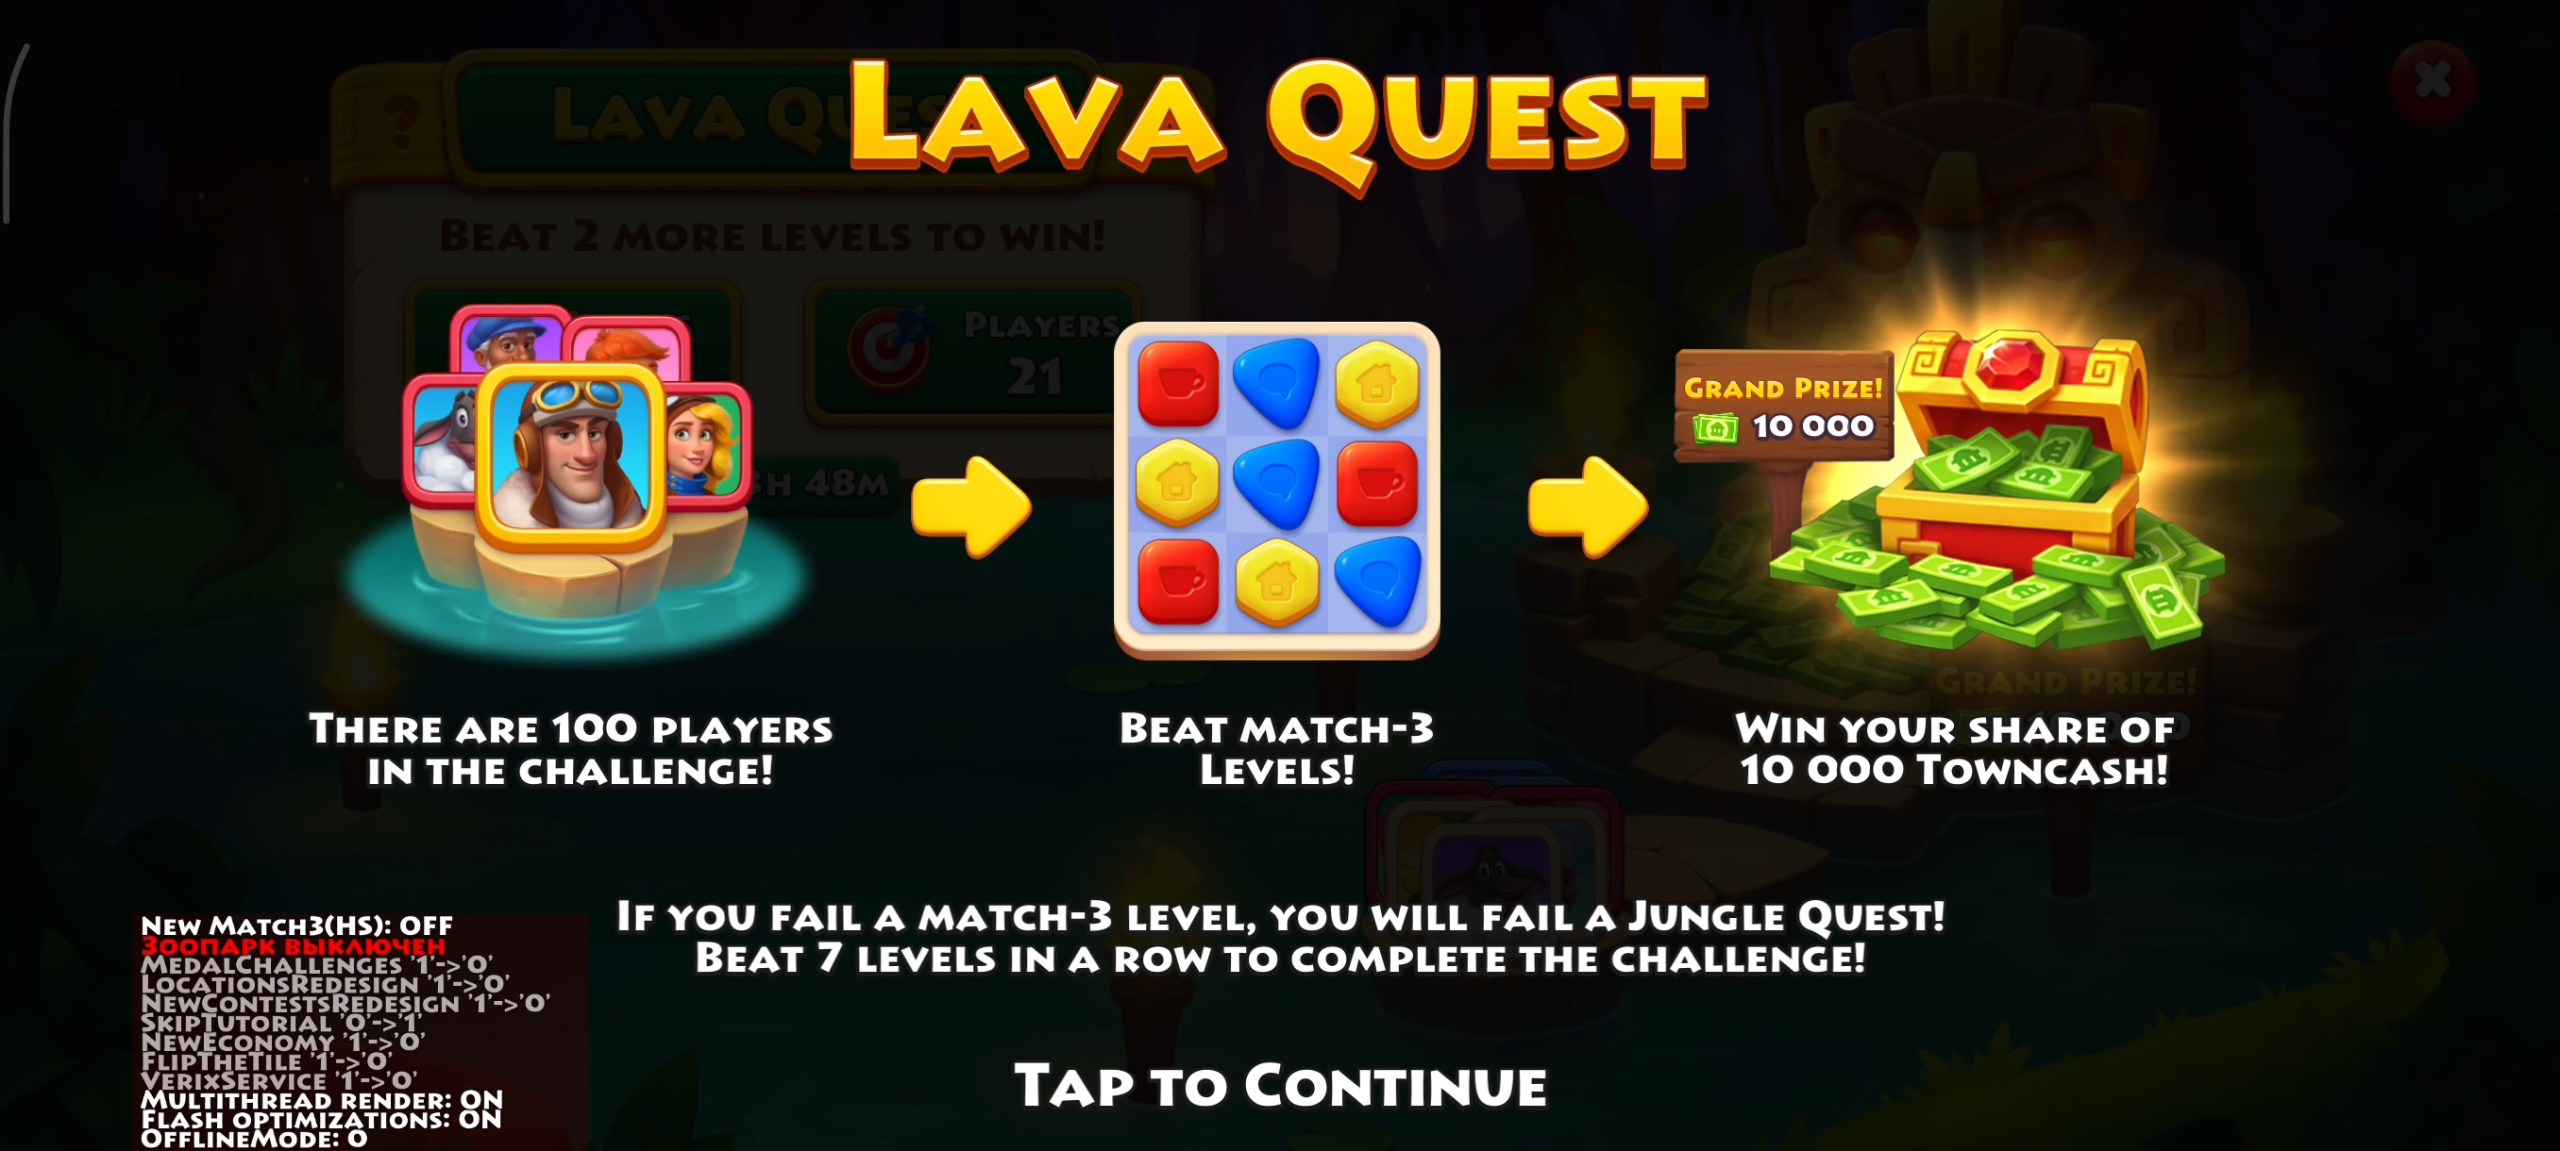 LAVA QUEST
BEAT 2 MORE LEVELS TO WIN!
PLAYERS
21
48M
GRAND PRIZE!
10 000
GRAND PRIZE!
THERE ARE 100 PLAYERS
IN THE CHALLENGE!
BEAT MATCH-3
LEVELS!
WIN YOUR SHARE OF
10 000 TOWNCASH!
IF YOU FAIL A MATCH-3 LEVEL, YOU WILL FAIL A JUNGLE QUEST!
BEAT 7 LEVELS IN A ROW TO COMPLETE THE CHALLENGE!
TAP TO CONTINUE
NEW MATCH3(HS): OFF
ЗООПАРК ВЫКЛЮЧЕН
MEDALCHALLENGES '1'->'0'
LOCATIONSREDESIGN '1'->'0'
NEWCONTESTSREDESIGN '1'->'0'
SKIPTUTORIAL '0'->'1'
NEWECONOMY '1'->'0'
FLIPTHETILE '1'->'0'
VERIXSERVICE '1'->'0'
MULTITHREAD RENDER: ON
FLASH OPTIMIZATIONS: ON
OFFLINEMODE: 0